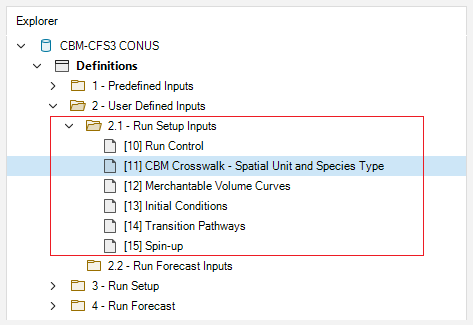 Explorer
CBM-CFS3 CONUS
Definitions
1 - Predefined Inputs
2 - User Defined Inputs
2.1 - Run Setup Inputs
[10] Run Control
[11] CBM Crosswalk - Spatial Unit and Species Type
[12] Merchantable Volume Curves
[13] Initial Conditions
[14] Transition Pathways
[15] Spin-up
2.2 - Run Forecast Inputs
3 - Run Setup
4 - Run Forecast